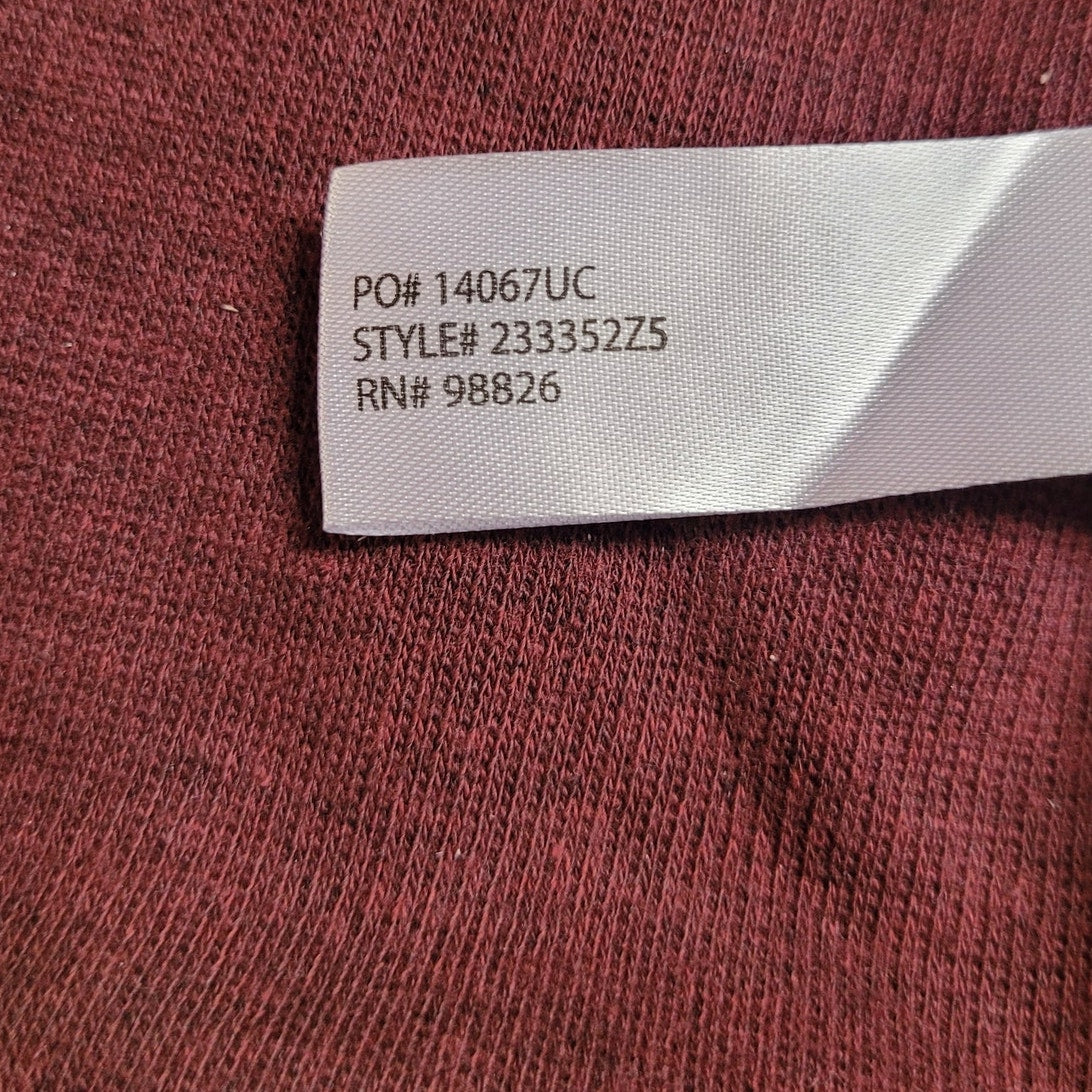 PO# 14067UC
STYLE# 233352Z5
RN# 98826